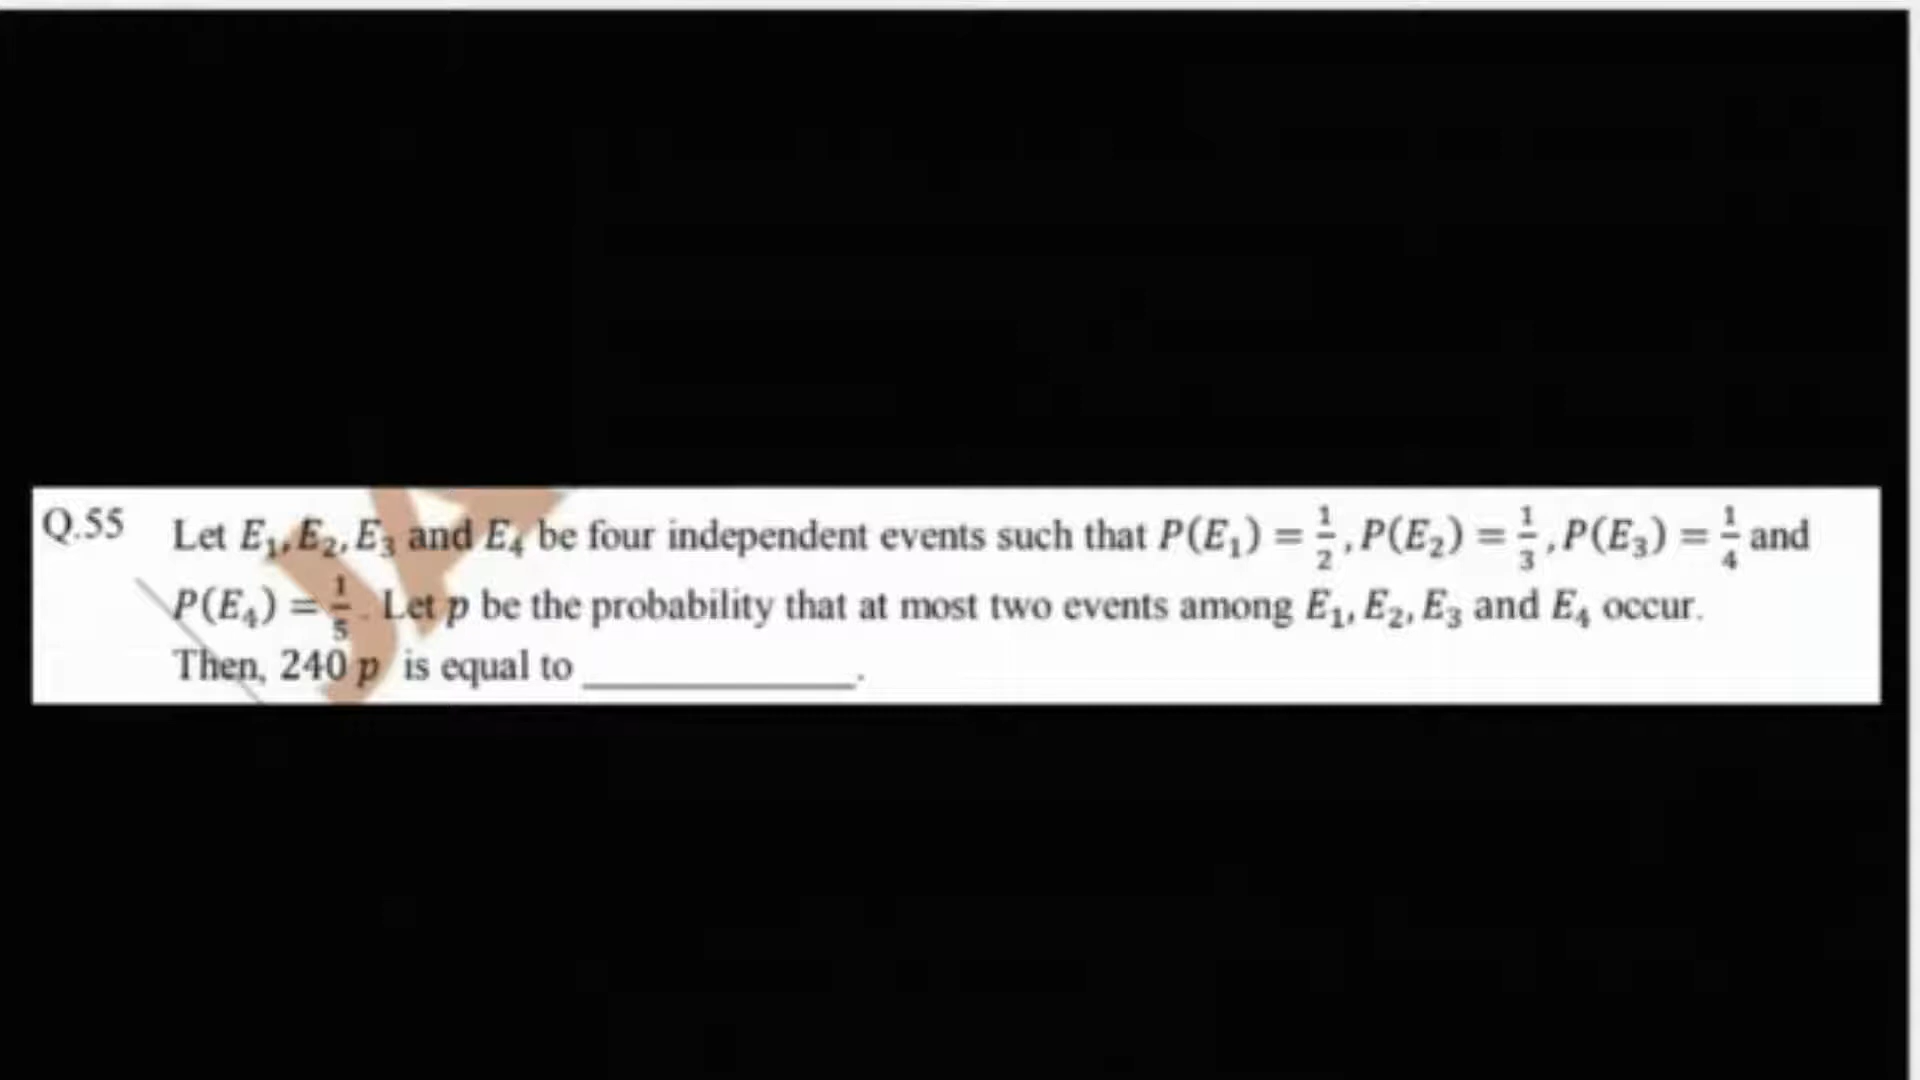 Q.55 Let E₁, E₂, E₃ and E₄ be four independent events such that P(E₁) = 1/2, P(E₂) = 1/3, P(E₃) = 1/4 and
P(E₄) = 1/5. Let p be the probability that at most two events among E₁, E₂, E₃ and E₄ occur.
Then, 240 p is equal to ____________.